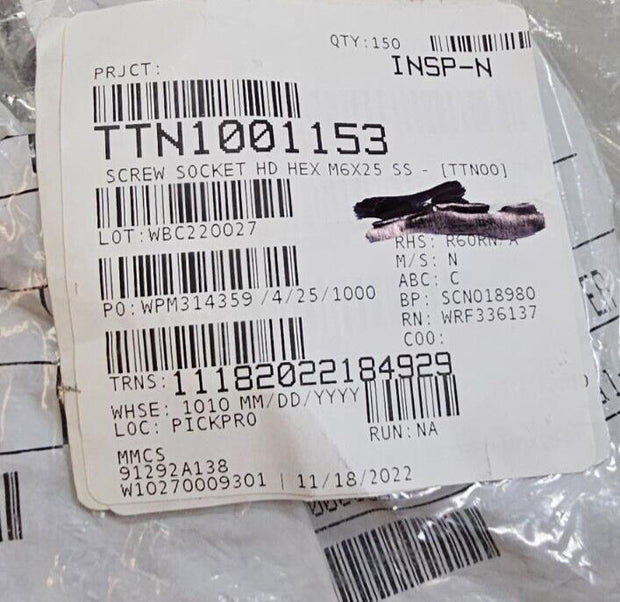 QTY:150
PRJCT:
INSP-N
TTN1001153
SCREW SOCKET HD HEX M6X25 SS - [TTN00]
LOT:WBC220027
RHS: R60RN/A
M/S: N
PO:WPM314359 /4/25/1000
ABC: C
BP: SCN018980
RN: WRF336137
COO:
TRNS:11182022184929
WHSE: 1010 MM/DD/YYYY
LOC: PICKPRO
RUN:NA
MMCS
91292A138
W10270009301 | 11/18/2022